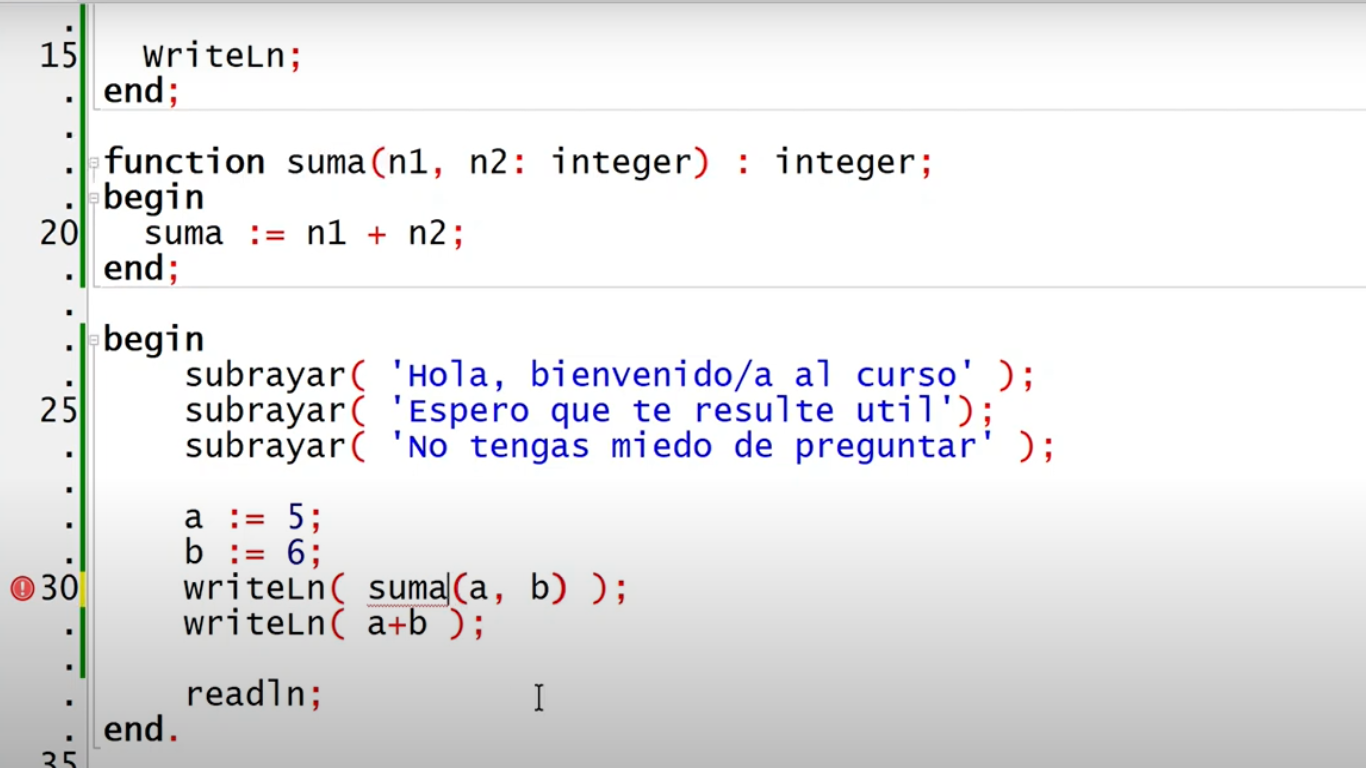 .
15 WriteLn;
. end;
.
. function suma(n1, n2: integer) : integer;
. begin
20 suma := n1 + n2;
. end;
.
. begin
. subrayar( 'Hola, bienvenido/a al curso' );
25 subrayar( 'Espero que te resulte util');
. subrayar( 'No tengas miedo de preguntar' );
.
. a := 5;
. b := 6;
30 writeLn( suma(a, b) );
. writeLn( a+b );
.
. readln;
. end.
35